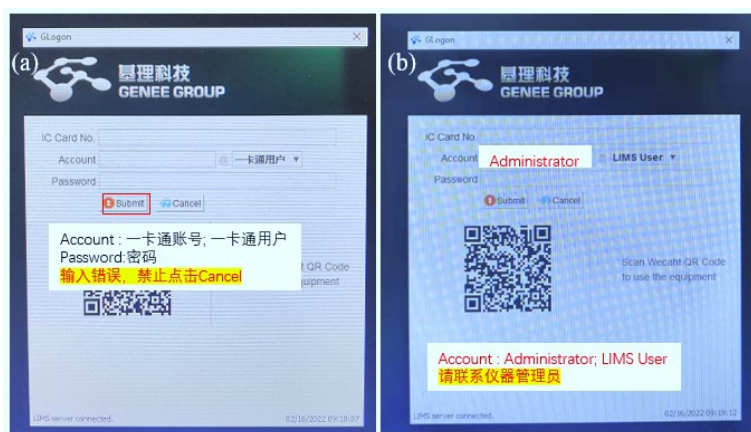 GLogon
(a)
基理科技
GENEE GROUP
IC Card No.
Account
一卡通用户
Password
Submit
Cancel
Account : 一卡通账号; 一卡通用户
Password:密码
输入错误，禁止点击Cancel
t QR Code
uipment
LIMS server connected.
02/16/2022 09:18:07
GLogon
(b)
基理科技
GENEE GROUP
IC Card No.
Account
Administrator
LIMS User
Password
Submit
Cancel
Scan Wecaht QR Code
to use the equipment
Account : Administrator; LIMS User
请联系仪器管理员
LIMS server connected.
02/16/2022 09:19:12